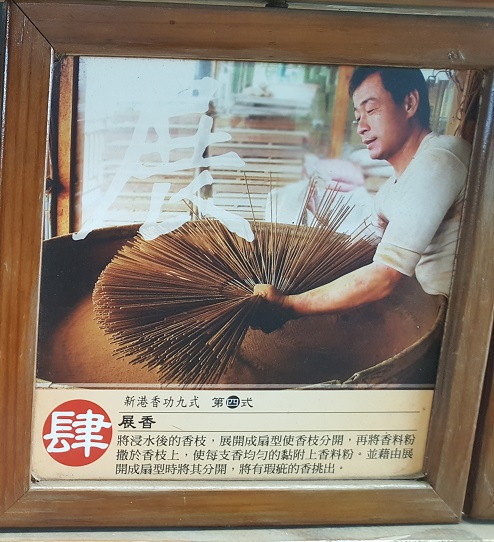 展
新港香功九式 第四式
肆
展香
將浸水後的香枝，展開成扇型使香枝分開，再將香料粉
撒於香枝上，使每支香均勻的黏附上香料粉。並藉由展
開成扇型時將其分開，將有瑕疵的香挑出。